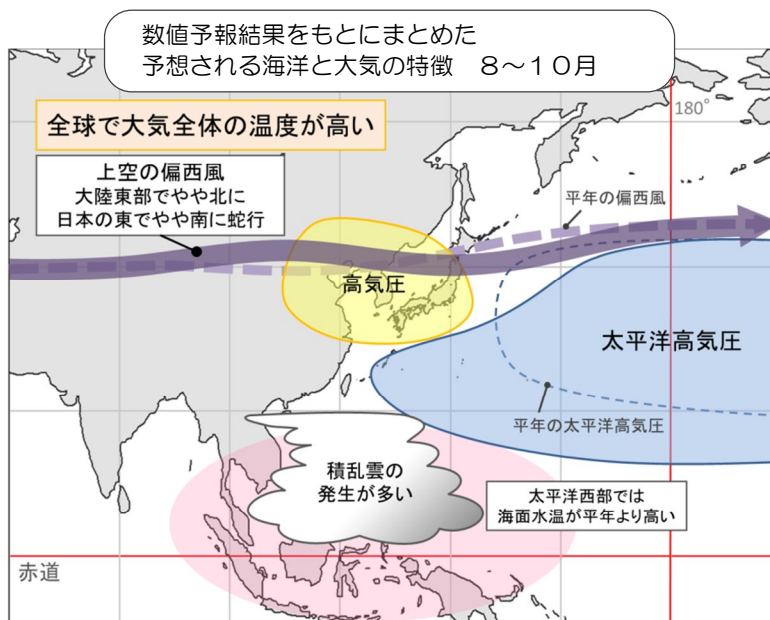 数値予報結果をもとにまとめた
予想される海洋と大気の特徴　８～１０月
180°
全球で大気全体の温度が高い
上空の偏西風
大陸東部でやや北に
日本の東でやや南に蛇行
平年の偏西風
高気圧
太平洋高気圧
平年の太平洋高気圧
積乱雲の
発生が多い
太平洋西部では
海面水温が平年より高い
赤道